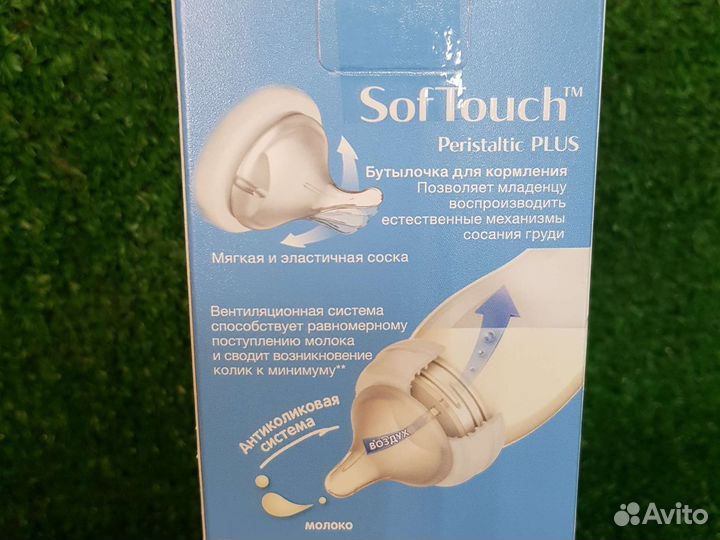 SofTouch™
Peristaltic PLUS
Бутылочка для кормления
Позволяет младенцу
воспроизводить
естественные механизмы
сосания груди
Мягкая и эластичная соска
Вентиляционная система
способствует равномерному
поступлению молока
и сводит возникновение
колик к минимуму**
Антиколиковая
система
воздух
молоко
Avito